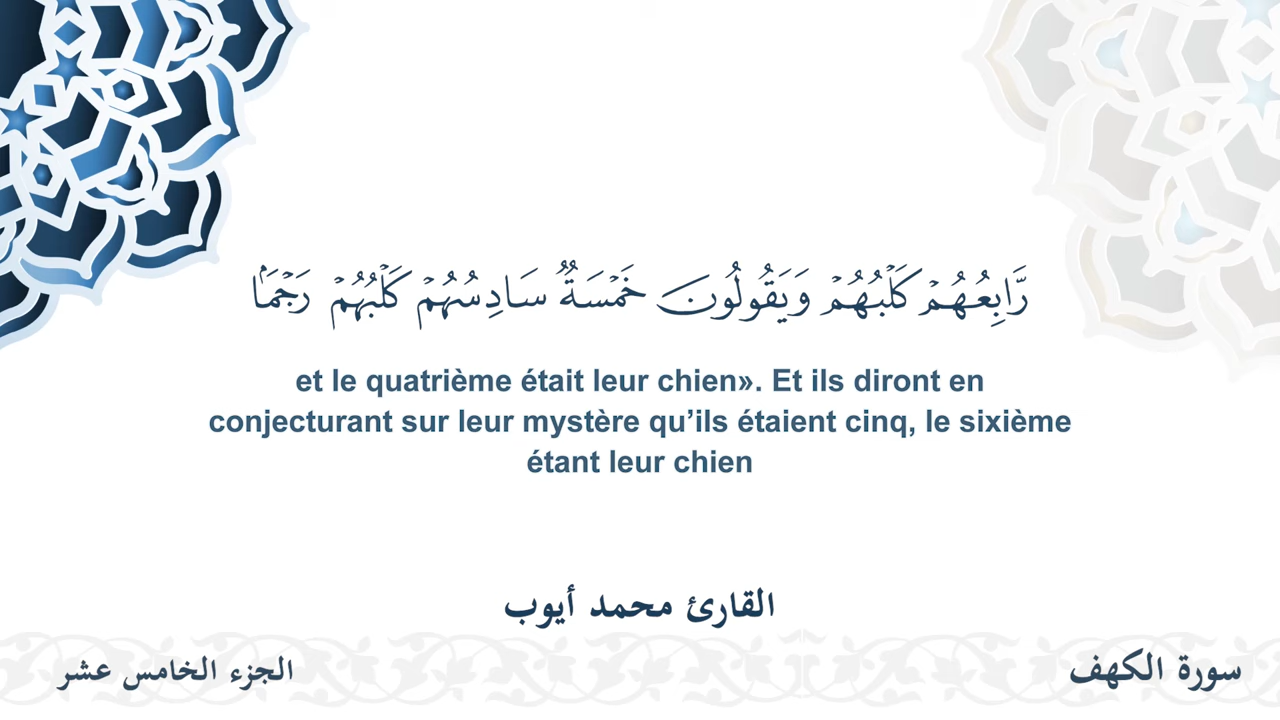 رَّابِعُهُمْ كَلْبُهُمْ وَيَقُولُونَ خَمْسَةٌ سَادِسُهُمْ كَلْبُهُمْ رَجْمًۢا
et le quatrième était leur chien». Et ils diront en
conjecturant sur leur mystère qu’ils étaient cinq, le sixième
étant leur chien
القارئ محمد أيوب
سورة الكهف
الجزء الخامس عشر